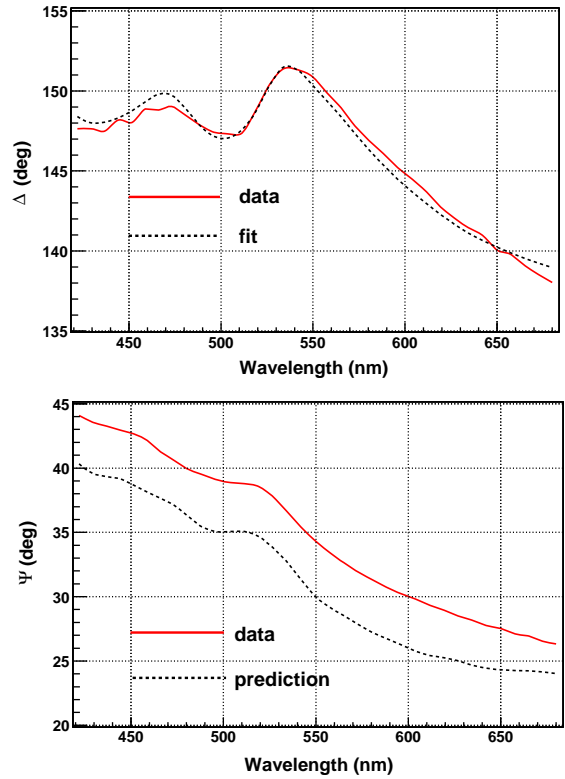 155
150
145
140
135
Δ (deg)
data
fit
450 500 550 600 650
Wavelength (nm)
45
40
35
30
25
20
Ψ (deg)
data
prediction
450 500 550 600 650
Wavelength (nm)